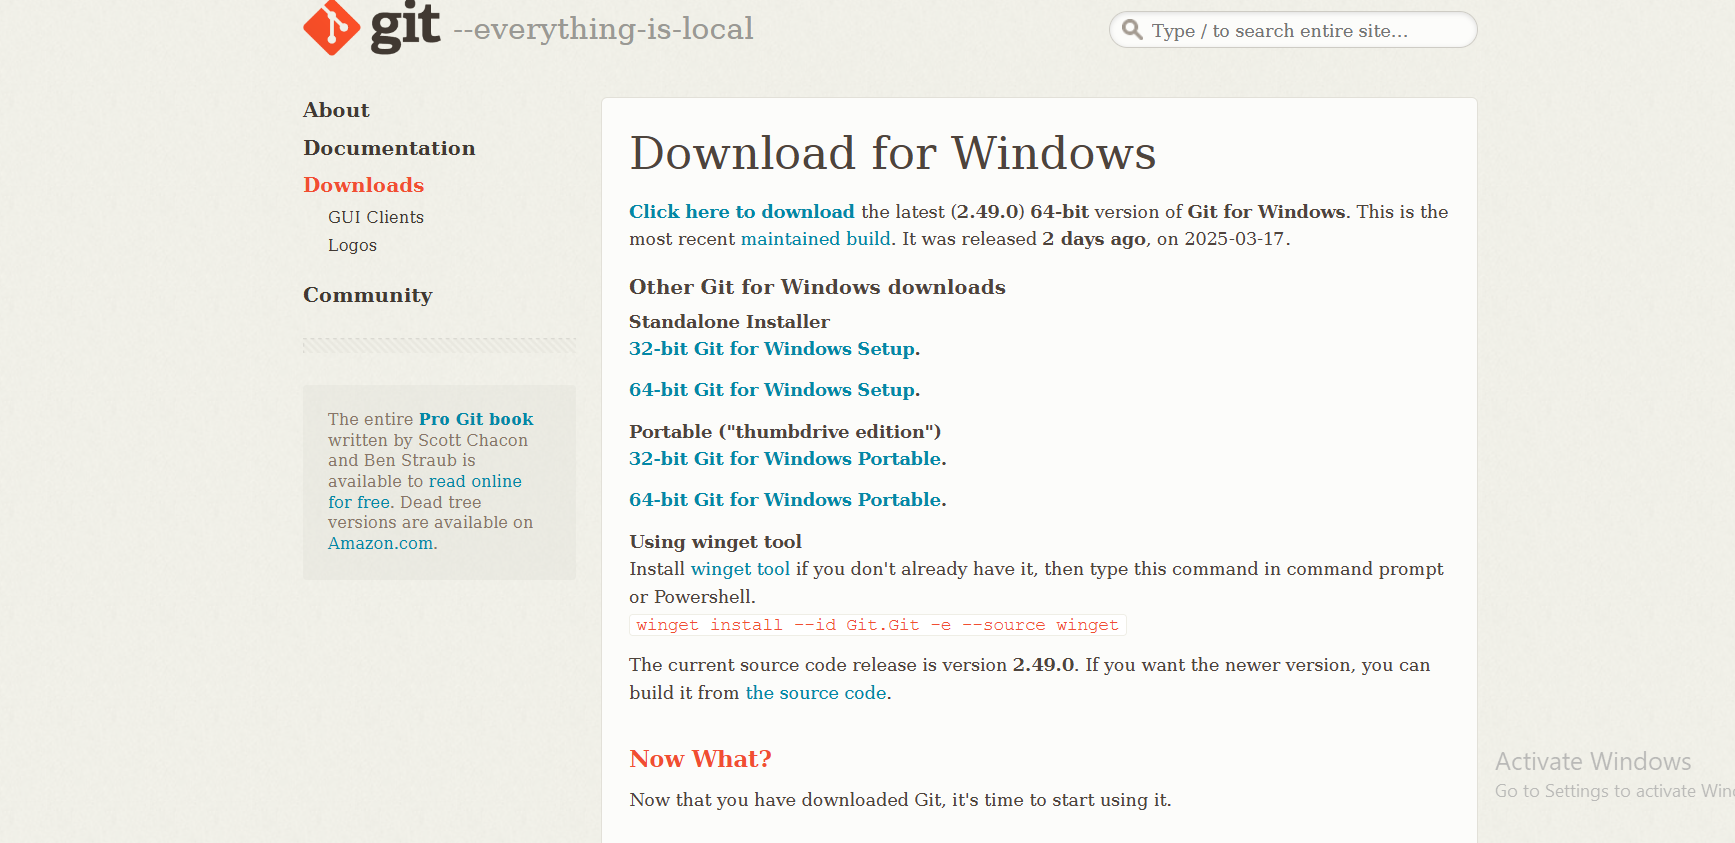 git --everything-is-local
Type / to search entire site...
About
Documentation
Downloads
GUI Clients
Logos
Community
The entire Pro Git book
written by Scott Chacon
and Ben Straub is
available to read online
for free. Dead tree
versions are available on
Amazon.com.
Download for Windows
Click here to download the latest (2.49.0) 64-bit version of Git for Windows. This is the
most recent maintained build. It was released 2 days ago, on 2025-03-17.
Other Git for Windows downloads
Standalone Installer
32-bit Git for Windows Setup.
64-bit Git for Windows Setup.
Portable ("thumbdrive edition")
32-bit Git for Windows Portable.
64-bit Git for Windows Portable.
Using winget tool
Install winget tool if you don't already have it, then type this command in command prompt
or Powershell.
winget install --id Git.Git -e --source winget
The current source code release is version 2.49.0. If you want the newer version, you can
build it from the source code.
Now What?
Now that you have downloaded Git, it's time to start using it.
Activate Windows
Go to Settings to activate